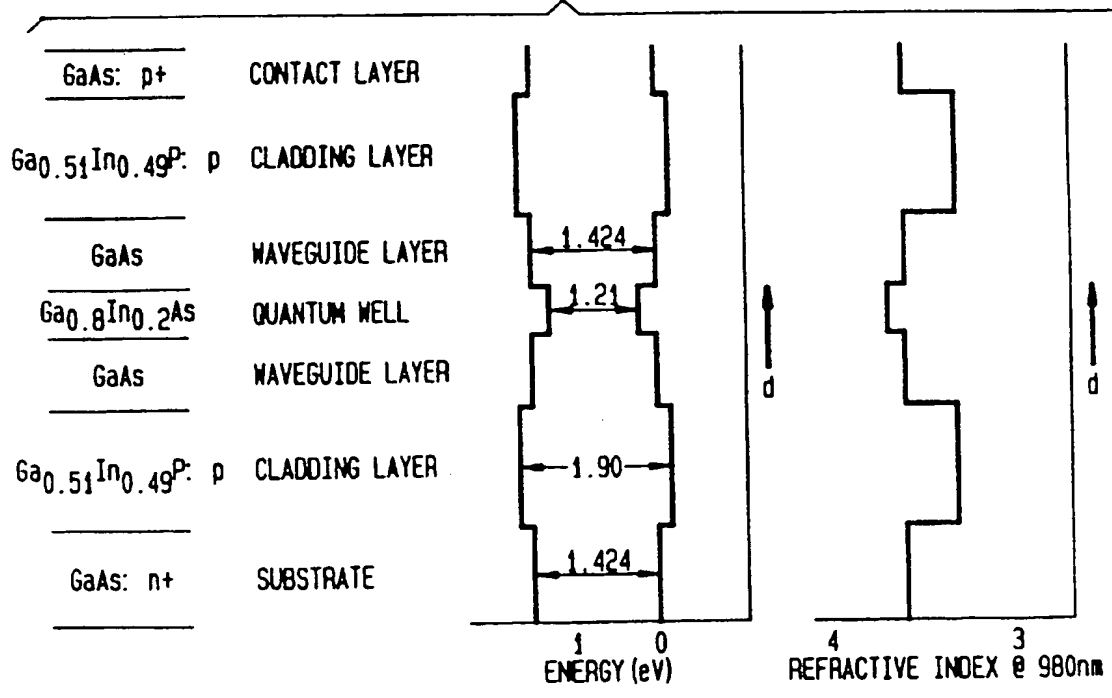 GaAs: p+ CONTACT LAYER
Ga0.51In0.49P: p CLADDING LAYER
GaAs WAVEGUIDE LAYER 1.424
Ga0.8In0.2As QUANTUM WELL 1.21
GaAs WAVEGUIDE LAYER
d d
Ga0.51In0.49P: p CLADDING LAYER 1.90
GaAs: n+ SUBSTRATE 1.424
1 0 4 3
ENERGY (eV) REFRACTIVE INDEX @ 980nm